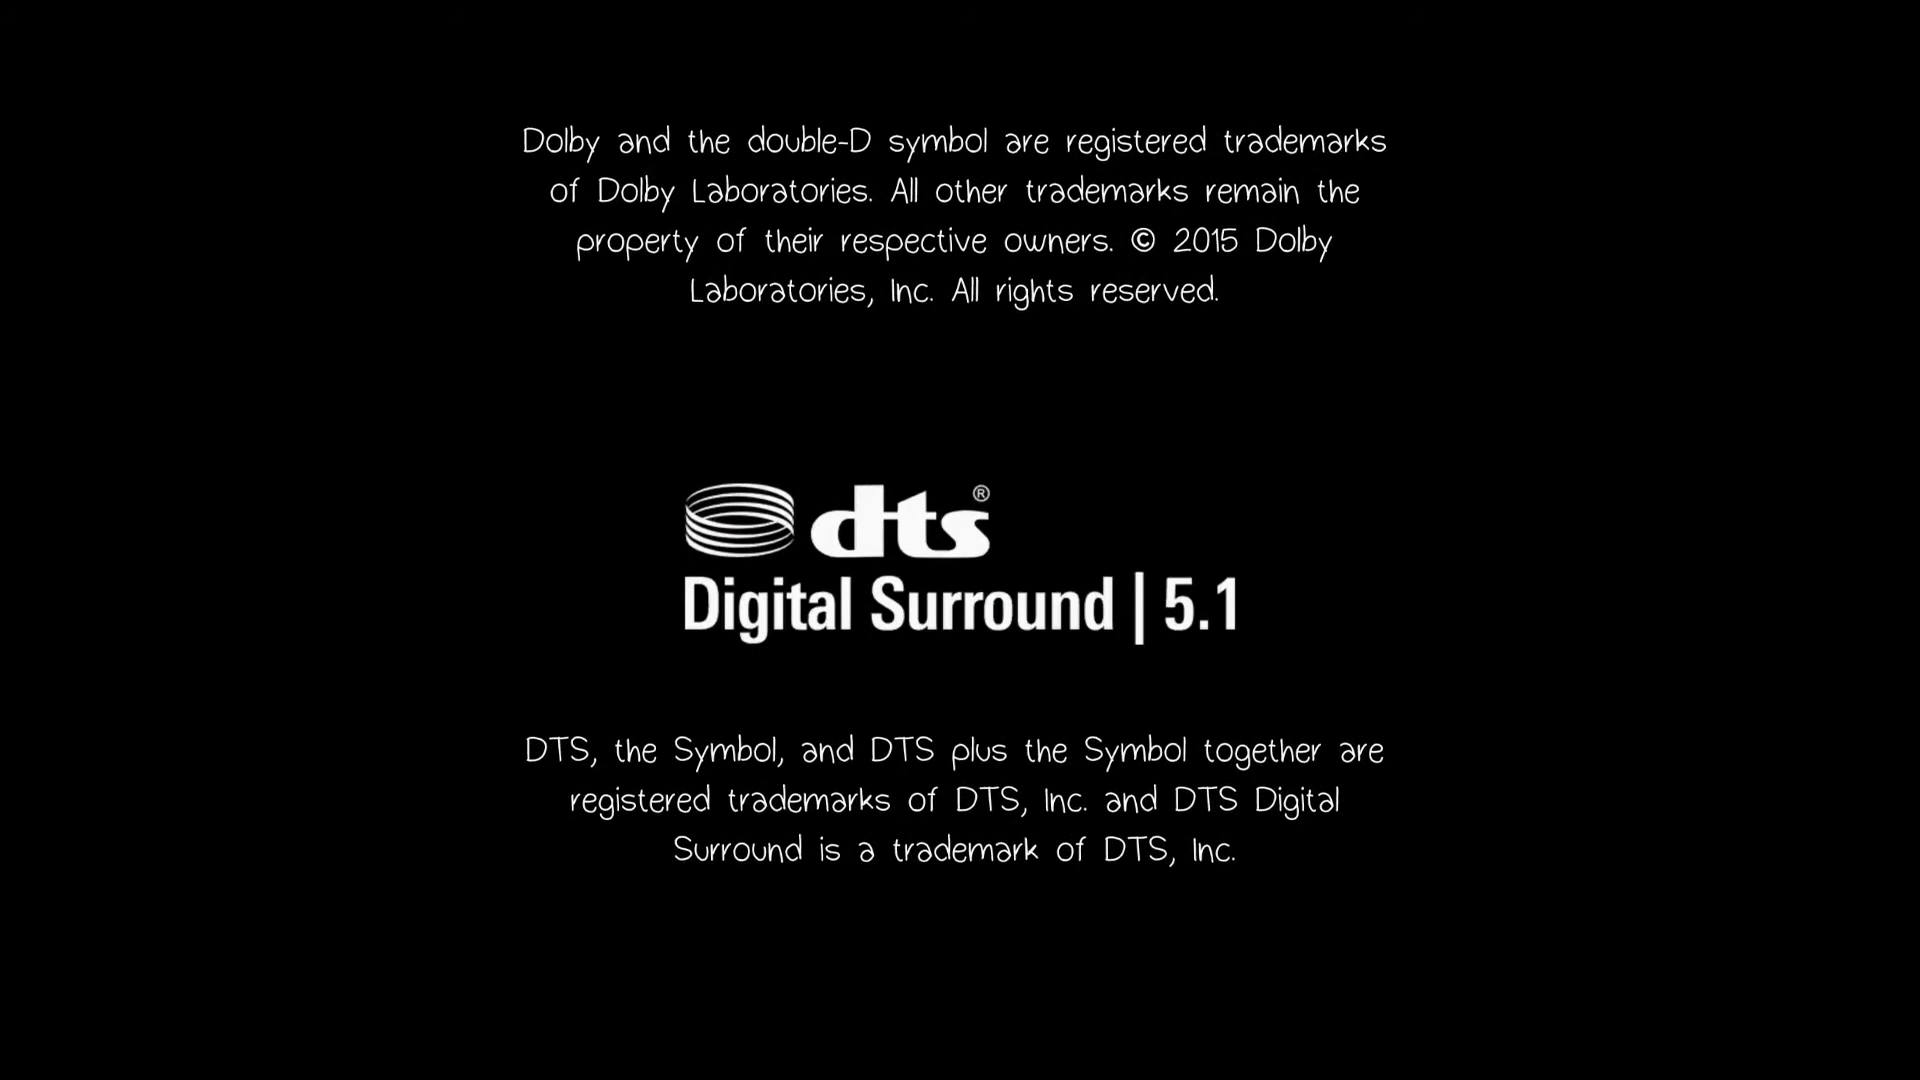 Dolby and the double-D symbol are registered trademarks
of Dolby Laboratories. All other trademarks remain the
property of their respective owners. © 2015 Dolby
Laboratories, Inc. All rights reserved.
dts®
Digital Surround | 5.1
DTS, the Symbol, and DTS plus the Symbol together are
registered trademarks of DTS, Inc. and DTS Digital
Surround is a trademark of DTS, Inc.